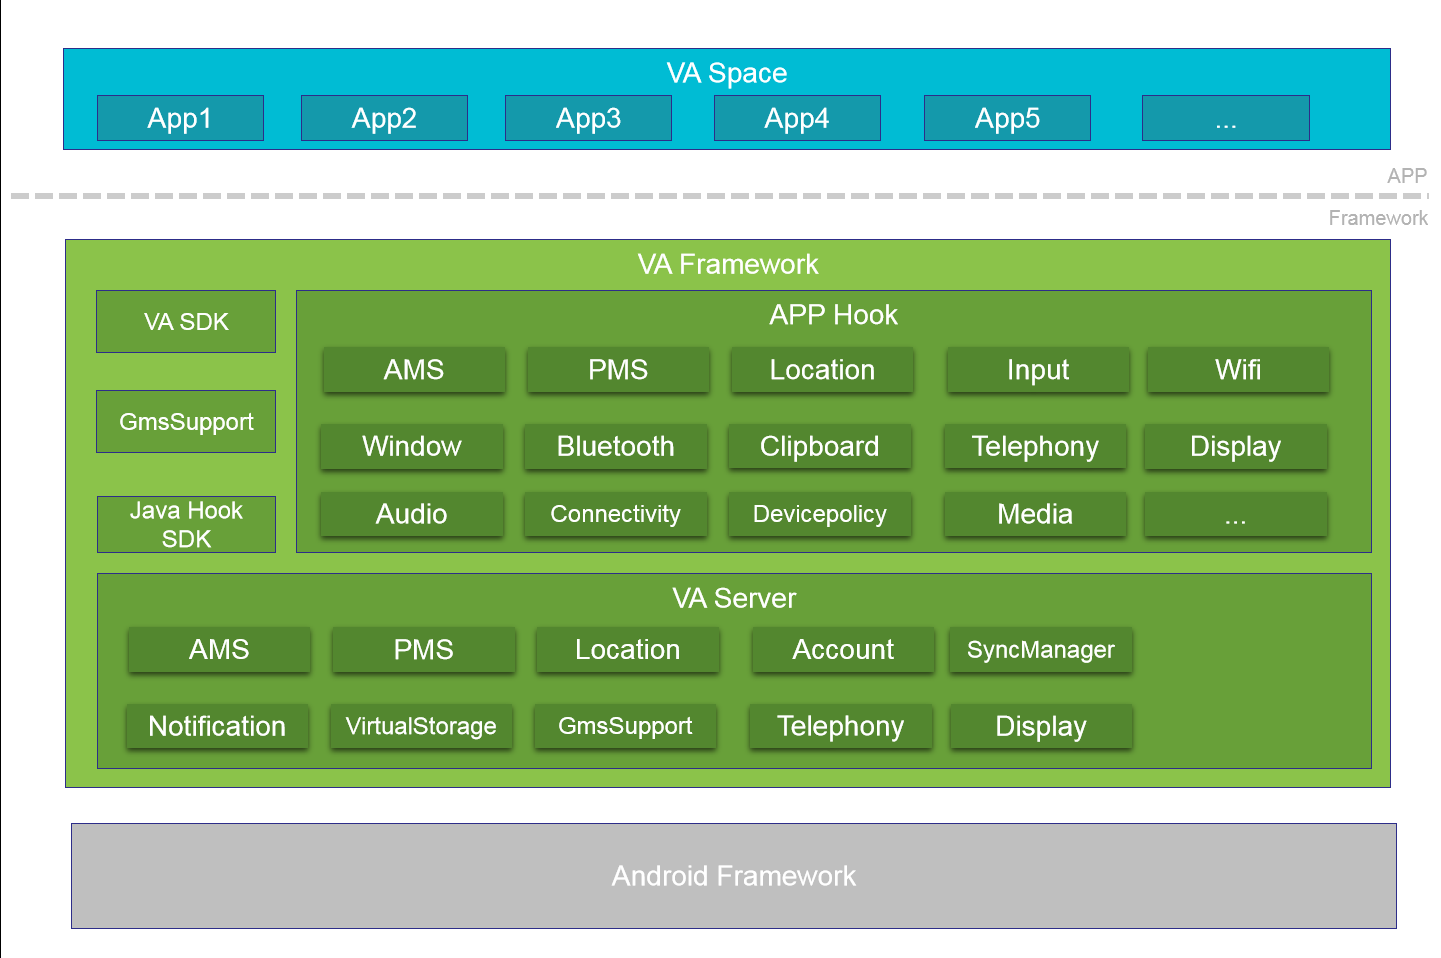 VA Space
App1 App2 App3 App4 App5 ...
APP
Framework
VA Framework
VA SDK
GmsSupport
Java Hook
SDK
APP Hook
AMS PMS Location Input Wifi
Window Bluetooth Clipboard Telephony Display
Audio Connectivity Devicepolicy Media ...
VA Server
AMS PMS Location Account SyncManager
Notification VirtualStorage GmsSupport Telephony Display
Android Framework